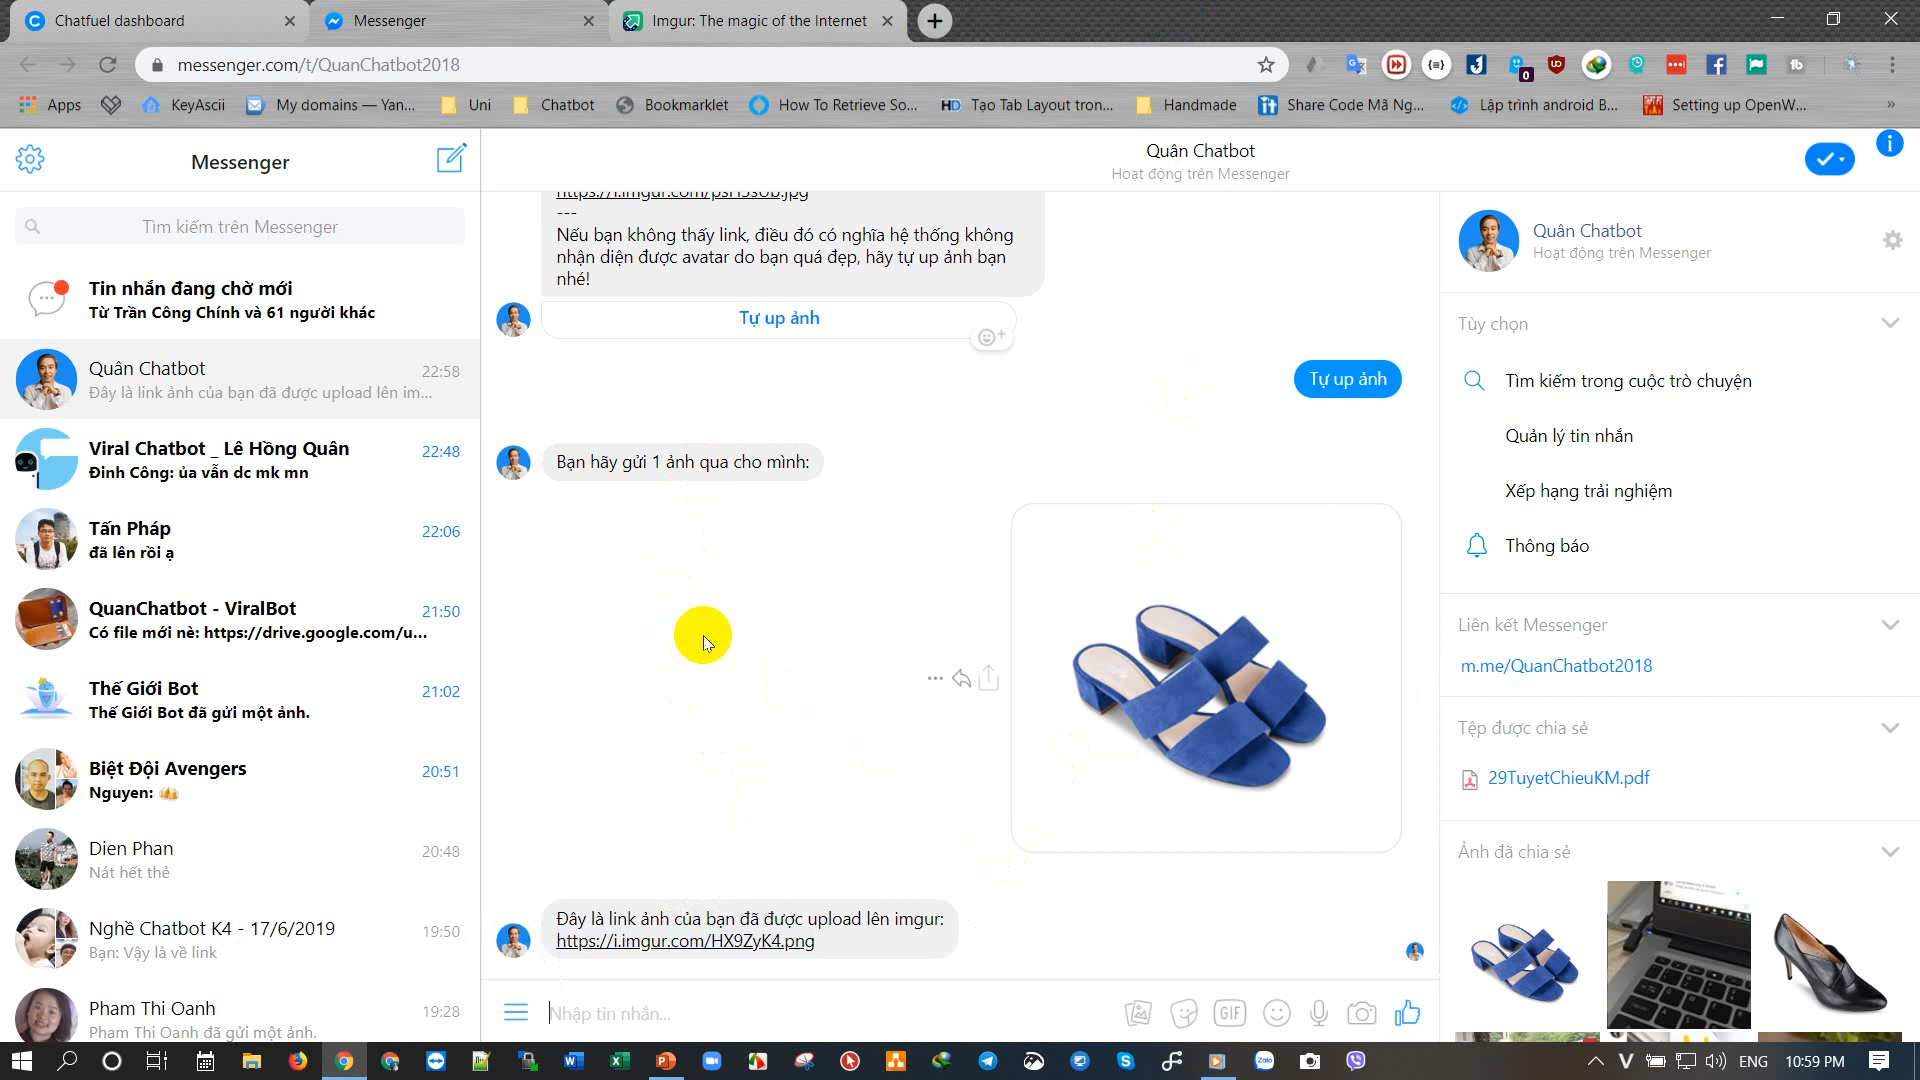 Chatfuel dashboard
Messenger
Imgur: The magic of the Internet
messenger.com/t/QuanChatbot2018
Apps
KeyAscii
My domains — Yan...
Uni
Chatbot
Bookmarklet
How To Retrieve So...
HD Tạo Tab Layout tron...
Handmade
Share Code Mã Ng...
Lập trình android B...
Setting up OpenW...
Messenger
Tìm kiếm trên Messenger
Tin nhắn đang chờ mới
Từ Trần Công Chính và 61 người khác
Quân Chatbot 22:58
Đây là link ảnh của bạn đã được upload lên im...
Viral Chatbot _ Lê Hồng Quân 22:48
Đinh Công: ủa vẫn dc mk mn
Tấn Pháp 22:06
đã lên rồi ạ
QuanChatbot - ViralBot 21:50
Có file mới nè: https://drive.google.com/u...
Thế Giới Bot 21:02
Thế Giới Bot đã gửi một ảnh.
Biệt Đội Avengers 20:51
Nguyen:
Dien Phan 20:48
Nát hết thẻ
Nghề Chatbot K4 - 17/6/2019 19:50
Bạn: Vậy là về link
Pham Thi Oanh 19:28
Pham Thi Oanh đã gửi một ảnh.
Quân Chatbot
Hoạt động trên Messenger
---
Nếu bạn không thấy link, điều đó có nghĩa hệ thống không
nhận diện được avatar do bạn quá đẹp, hãy tự up ảnh bạn
nhé!
Tự up ảnh
Tự up ảnh
Bạn hãy gửi 1 ảnh qua cho mình:
Đây là link ảnh của bạn đã được upload lên imgur:
https://i.imgur.com/HX9ZyK4.png
Nhập tin nhắn...
GIF
Quân Chatbot
Hoạt động trên Messenger
Tùy chọn
Tìm kiếm trong cuộc trò chuyện
Quản lý tin nhắn
Xếp hạng trải nghiệm
Thông báo
Liên kết Messenger
m.me/QuanChatbot2018
Tệp được chia sẻ
29TuyetChieuKM.pdf
Ảnh đã chia sẻ
ENG
10:59 PM